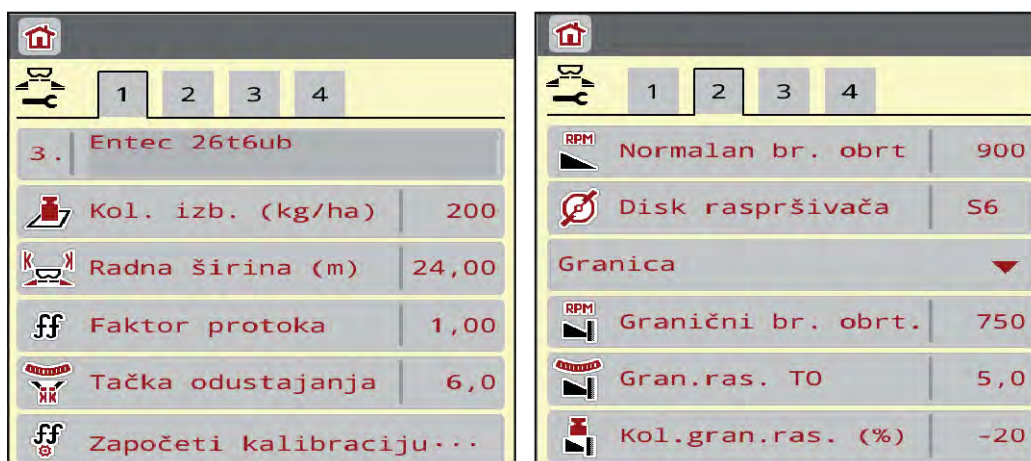 1 2 3 4
3. Entec 26t6ub
Kol. izb. (kg/ha) 200
Radna širina (m) 24,00
ff Faktor protoka 1,00
Tačka odustajanja 6,0
ff Započeti kalibraciju...
1 2 3 4
RPM Normalan br. obrt 900
Disk raspršivača S6
Granica
RPM Granični br. obrt. 750
Gran.ras. TO 5,0
Kol.gran.ras. (%) -20